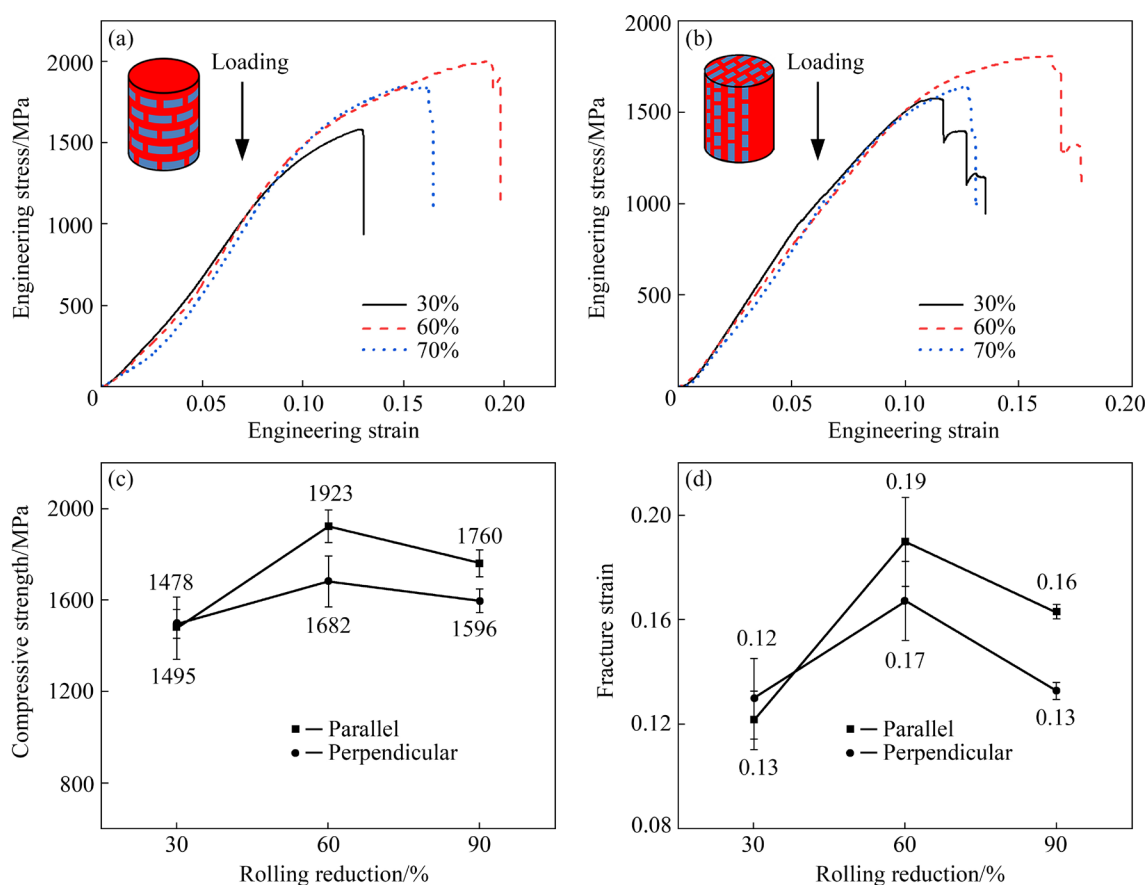 (a)
Loading
Engineering stress/MPa
2000
1500
1000
500
0
30%
60%
70%
0.05
0.10
0.15
0.20
Engineering strain
(b)
Loading
Engineering stress/MPa
2000
1500
1000
500
0
30%
60%
70%
0.05
0.10
0.15
0.20
Engineering strain
(c)
Compressive strength/MPa
2000
1600
1200
800
1923
1760
1478
1682
1596
1495
Parallel
Perpendicular
30
60
90
Rolling reduction/%
(d)
Fracture strain
0.20
0.16
0.12
0.08
0.19
0.16
0.12
0.17
0.13
0.13
Parallel
Perpendicular
30
60
90
Rolling reduction/%